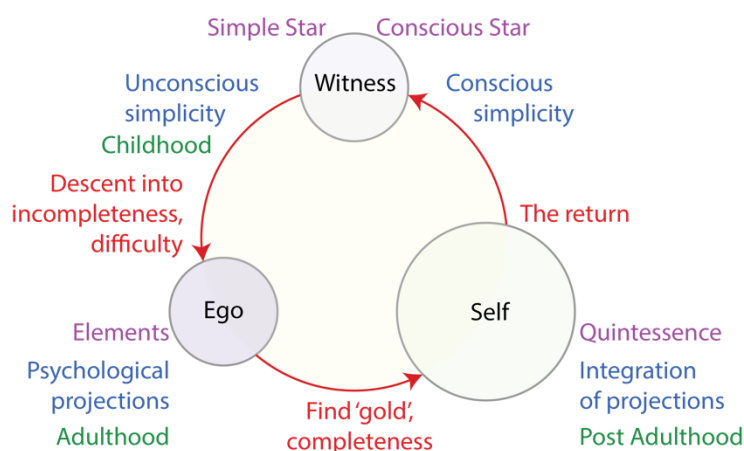 Simple Star
Conscious Star
Witness
Unconscious
simplicity
Childhood
Conscious
simplicity
Descent into
incompleteness,
difficulty
The return
Ego
Self
Elements
Psychological
projections
Adulthood
Find ‘gold’,
completeness
Quintessence
Integration
of projections
Post Adulthood